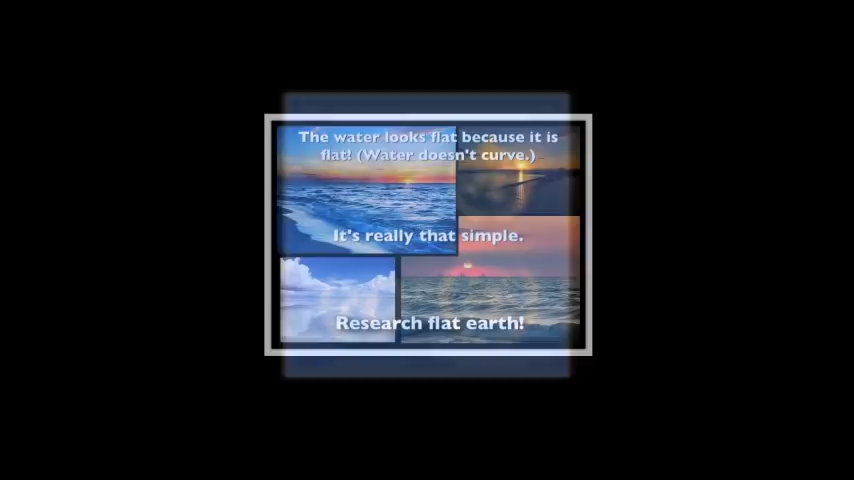 The water looks flat because it is
flat! (Water doesn't curve.)
It's really that simple.
Research flat earth!